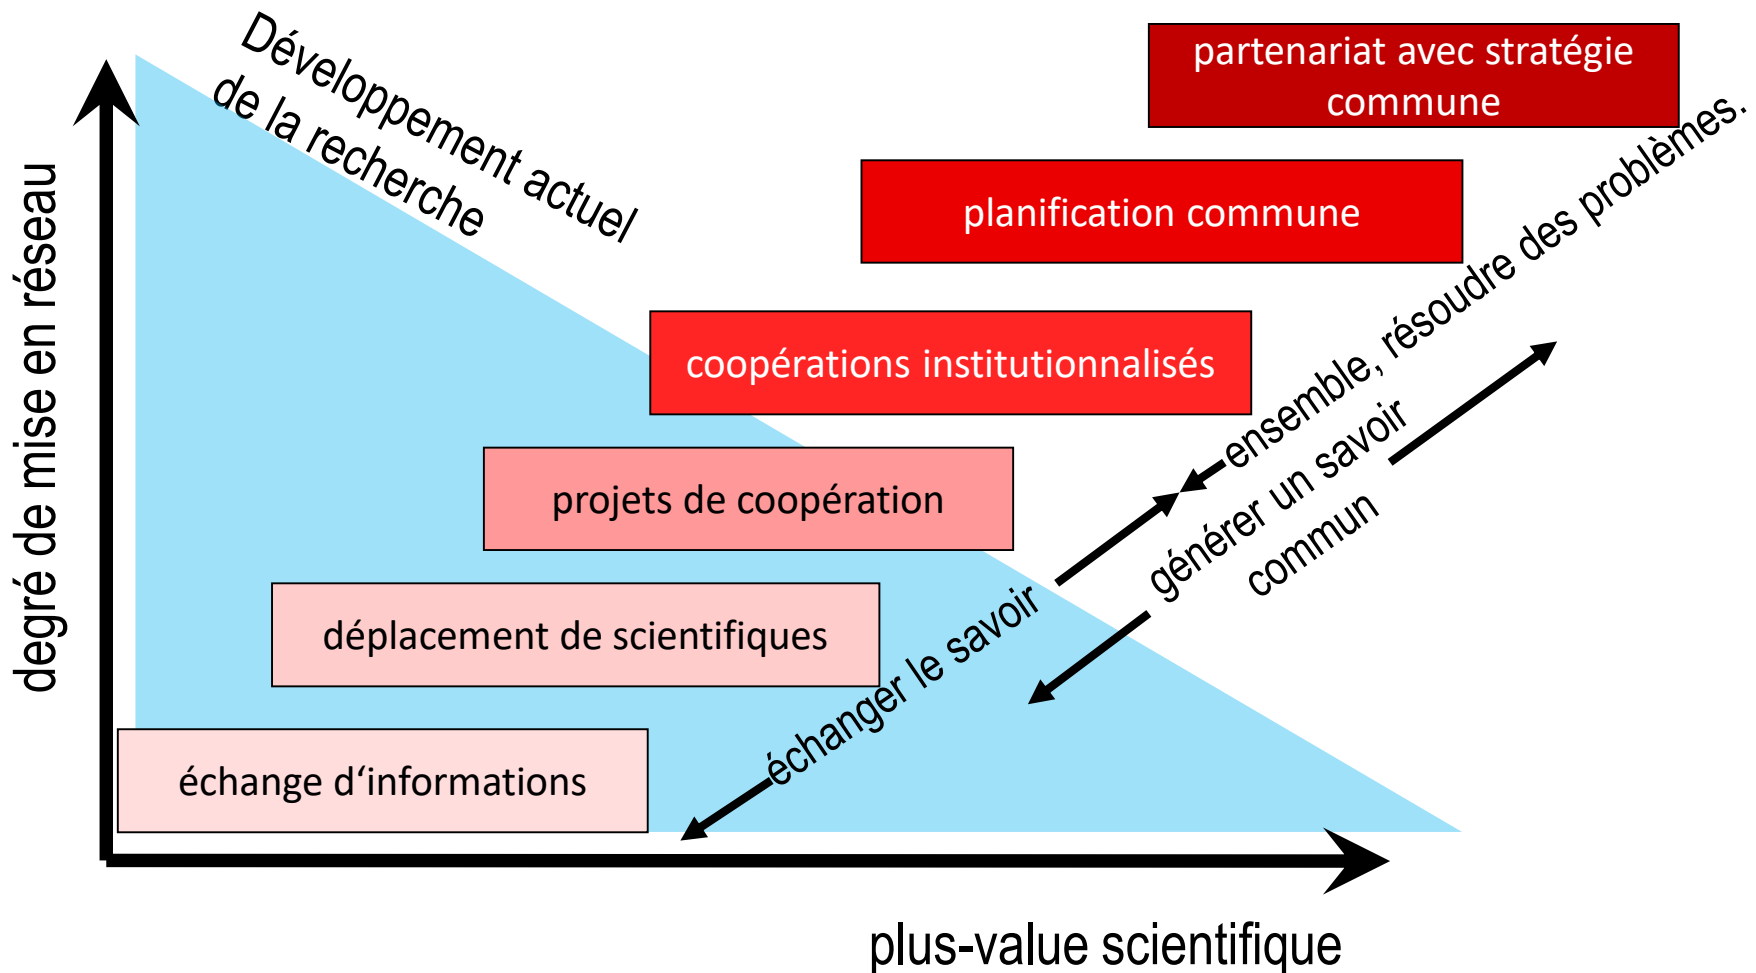 Développement actuel
de la recherche
partenariat avec stratégie
commune
planification commune
coopérations institutionnalisés
projets de coopération
déplacement de scientifiques
échange d‘informations
ensemble, résoudre des problèmes.
générer un savoir
commun
échanger le savoir
degré de mise en réseau
plus-value scientifique